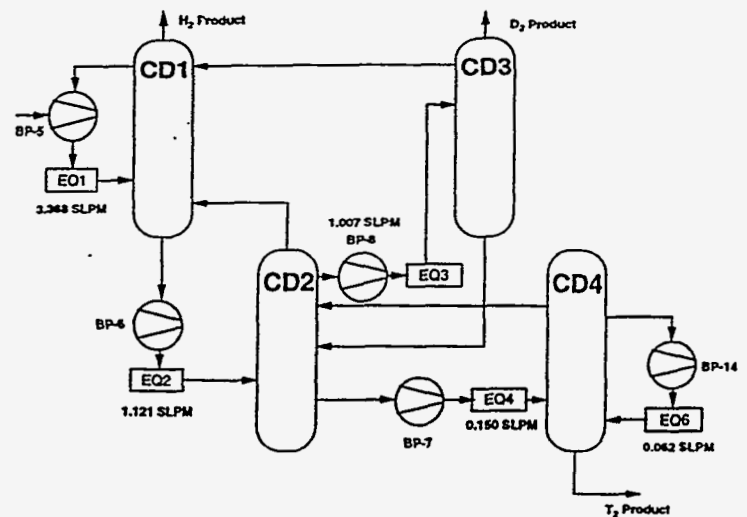 H2 Product
D2 Product
CD1
CD3
BP-5
EQ1
3.368 SLPM
1.007 SLPM
BP-8
EQ3
CD2
CD4
BP-6
EQ2
1.121 SLPM
BP-7
EQ4
0.150 SLPM
BP-14
EQ6
0.062 SLPM
T2 Product